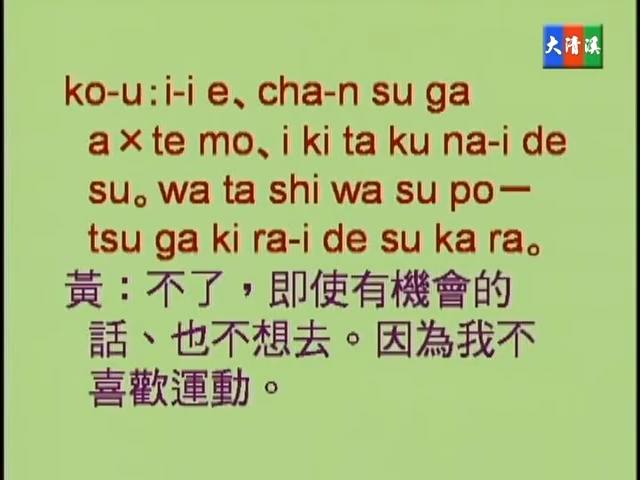 大清溪
ko-u:i-i e、cha-n su ga
a×te mo、i ki ta ku na-i de
su。wa ta shi wa su po ー
tsu ga ki ra-i de su ka ra。
黃：不了，即使有機會的
話、也不想去。因為我不
喜歡運動。